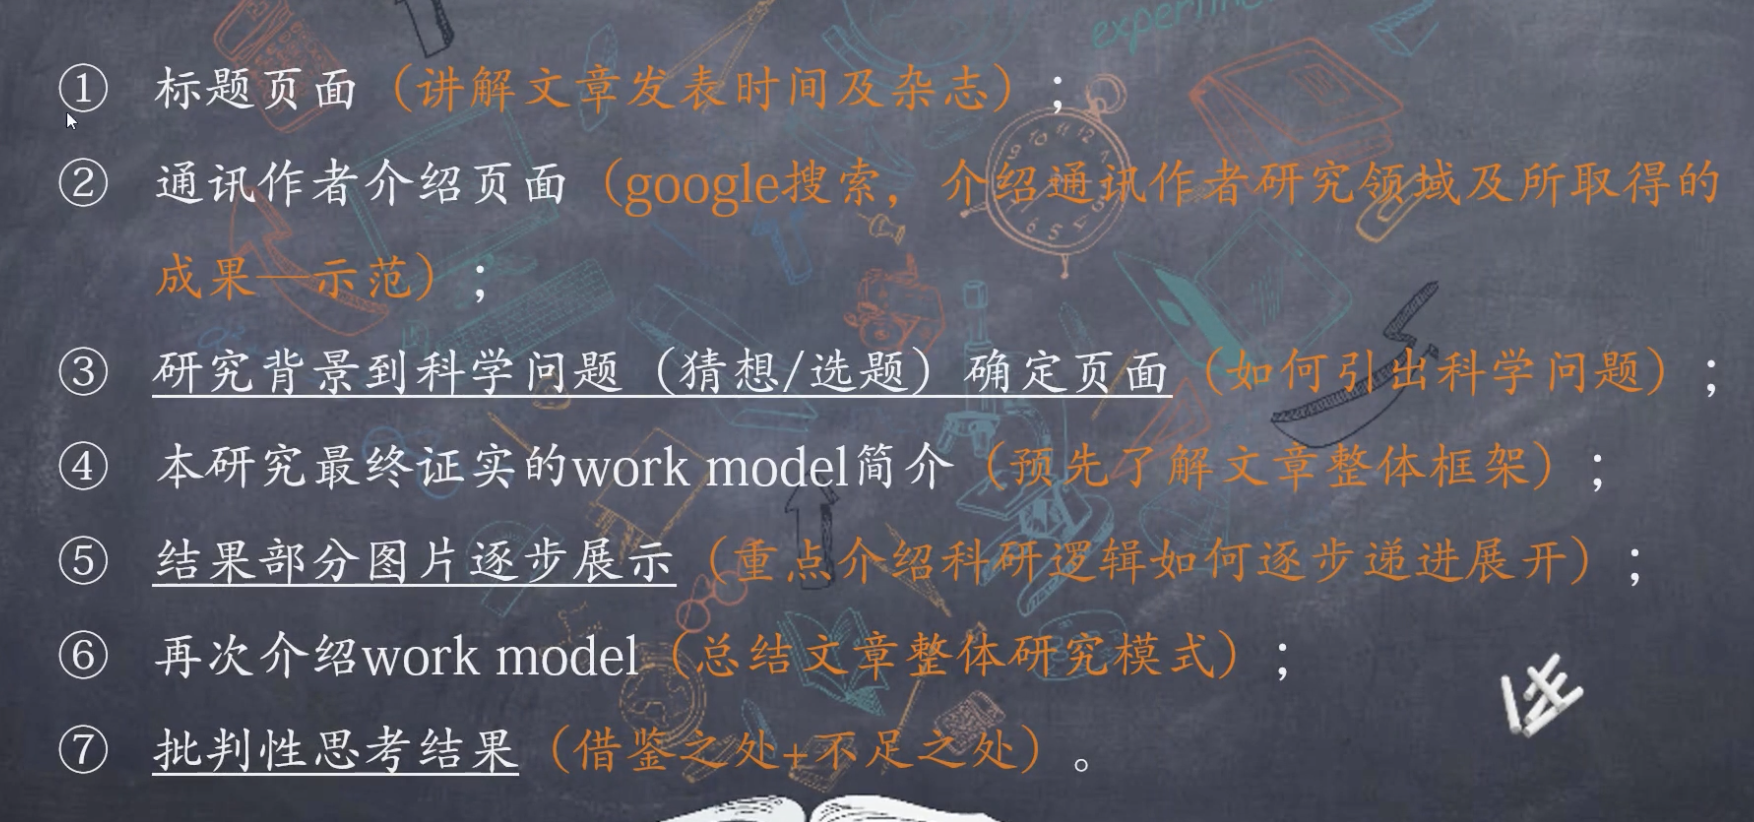 experime
① 标题页面（讲解文章发表时间及杂志）；
② 通讯作者介绍页面（google搜索，介绍通讯作者研究领域及所取得的
成果—示范）；
③ 研究背景到科学问题（猜想/选题）确定页面（如何引出科学问题）；
④ 本研究最终证实的work model简介（预先了解文章整体框架）；
⑤ 结果部分图片逐步展示（重点介绍科研逻辑如何逐步递进展开）；
⑥ 再次介绍work model（总结文章整体研究模式）；
⑦ 批判性思考结果（借鉴之处+不足之处）。